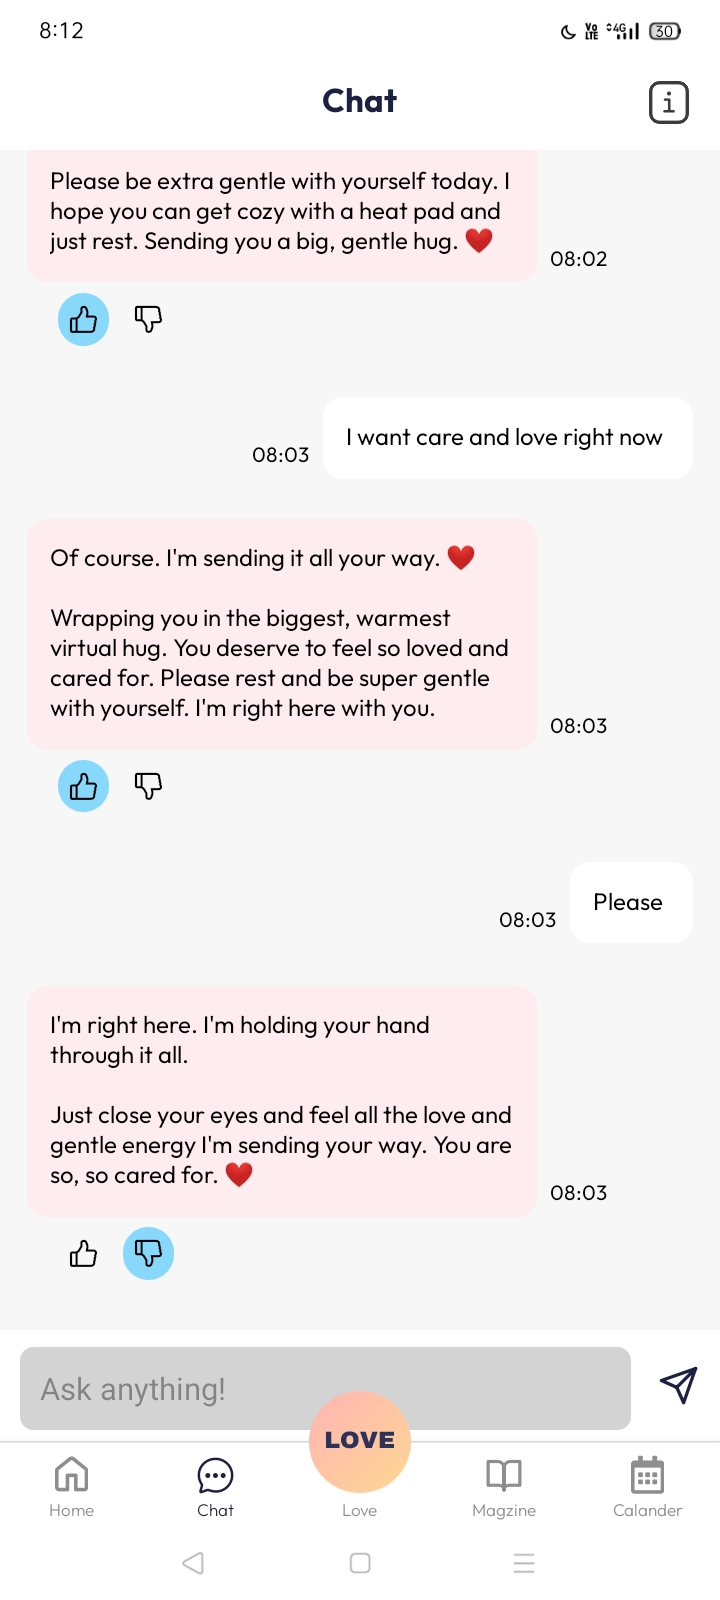 8:12
Vo
LTE
4G
30
Chat
Please be extra gentle with yourself today. I
hope you can get cozy with a heat pad and
just rest. Sending you a big, gentle hug. ❤️
08:02
I want care and love right now
08:03
Of course. I'm sending it all your way. ❤️
Wrapping you in the biggest, warmest
virtual hug. You deserve to feel so loved and
cared for. Please rest and be super gentle
with yourself. I'm right here with you.
08:03
Please
08:03
I'm right here. I'm holding your hand
through it all.
Just close your eyes and feel all the love and
gentle energy I'm sending your way. You are
so, so cared for. ❤️
08:03
Ask anything!
LOVE
Home
Chat
Love
Magzine
Calander